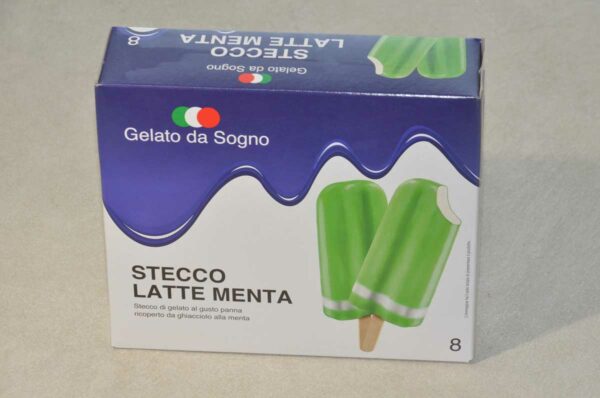 8
STECCO
LATTE MENTA
Gelato da Sogno
Gelato da Sogno
STECCO
LATTE MENTA
Stecco di gelato al gusto panna
ricoperto da ghiacciolo alla menta
8